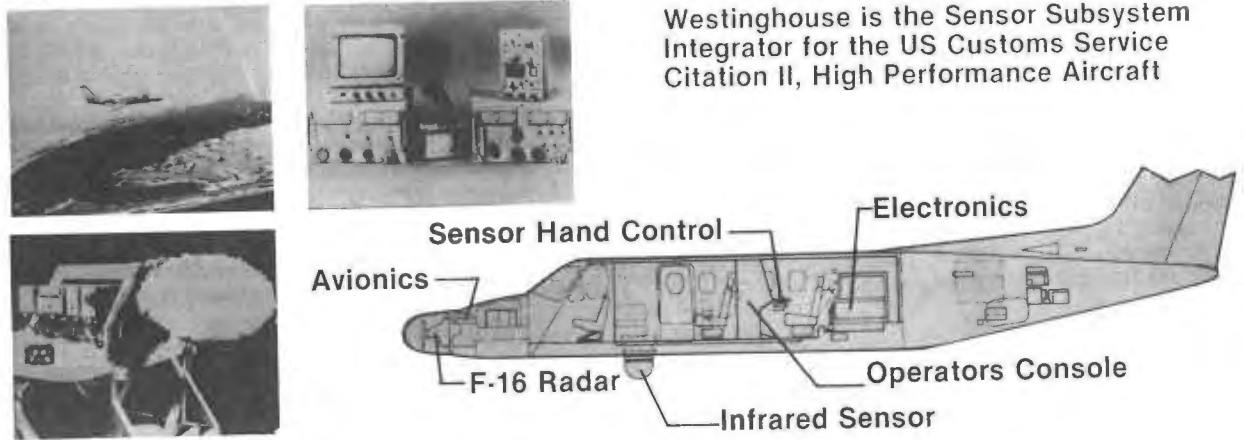 Westinghouse is the Sensor Subsystem
Integrator for the US Customs Service
Citation II, High Performance Aircraft
Electronics
Sensor Hand Control
Avionics
F-16 Radar
Operators Console
Infrared Sensor